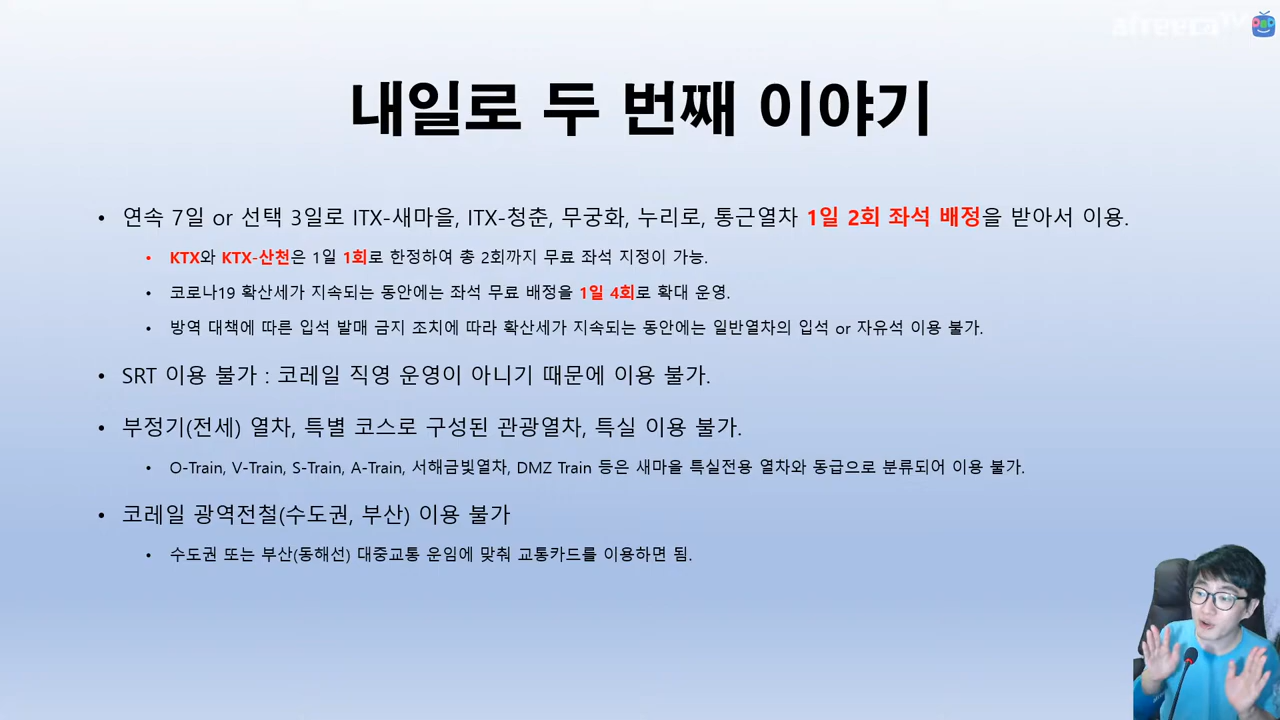 afreecaTV
내일로 두 번째 이야기
• 연속 7일 or 선택 3일로 ITX-새마을, ITX-청춘, 무궁화, 누리로, 통근열차 1일 2회 좌석 배정을 받아서 이용.
• KTX와 KTX-산천은 1일 1회로 한정하여 총 2회까지 무료 좌석 지정이 가능.
• 코로나19 확산세가 지속되는 동안에는 좌석 무료 배정을 1일 4회로 확대 운영.
• 방역 대책에 따른 입석 발매 금지 조치에 따라 확산세가 지속되는 동안에는 일반열차의 입석 or 자유석 이용 불가.
• SRT 이용 불가 : 코레일 직영 운영이 아니기 때문에 이용 불가.
• 부정기(전세) 열차, 특별 코스로 구성된 관광열차, 특실 이용 불가.
• O-Train, V-Train, S-Train, A-Train, 서해금빛열차, DMZ Train 등은 새마을 특실전용 열차와 동급으로 분류되어 이용 불가.
• 코레일 광역전철(수도권, 부산) 이용 불가
• 수도권 또는 부산(동해선) 대중교통 운임에 맞춰 교통카드를 이용하면 됨.